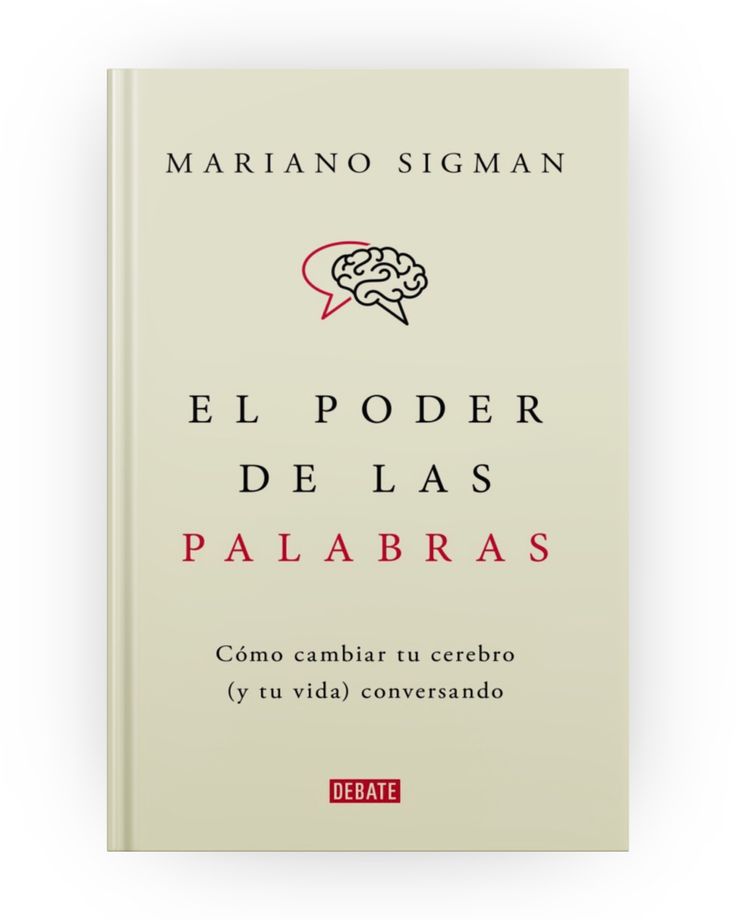 MARIANO SIGMAN
EL PODER
DE LAS
PALABRAS
Cómo cambiar tu cerebro
(y tu vida) conversando
DEBATE